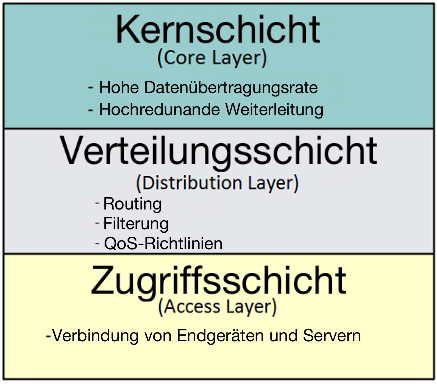 Kernschicht
(Core Layer)
- Hohe Datenübertragungsrate
- Hochredunande Weiterleitung
Verteilungsschicht
(Distribution Layer)
- Routing
- Filterung
- QoS-Richtlinien
Zugriffsschicht
(Access Layer)
-Verbindung von Endgeräten und Servern